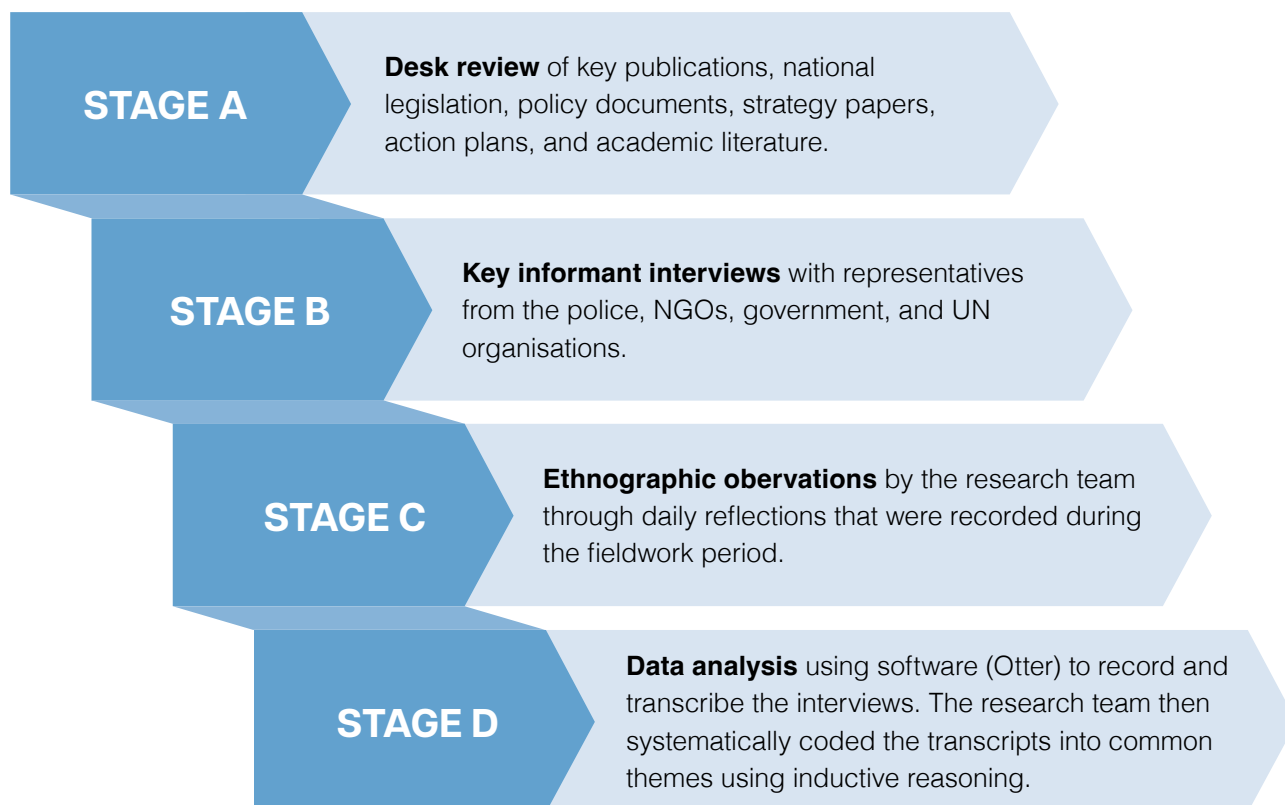 STAGE A
Desk review of key publications, national
legislation, policy documents, strategy papers,
action plans, and academic literature.
STAGE B
Key informant interviews with representatives
from the police, NGOs, government, and UN
organisations.
STAGE C
Ethnographic obervations by the research team
through daily reflections that were recorded during
the fieldwork period.
STAGE D
Data analysis using software (Otter) to record and
transcribe the interviews. The research team then
systematically coded the transcripts into common
themes using inductive reasoning.